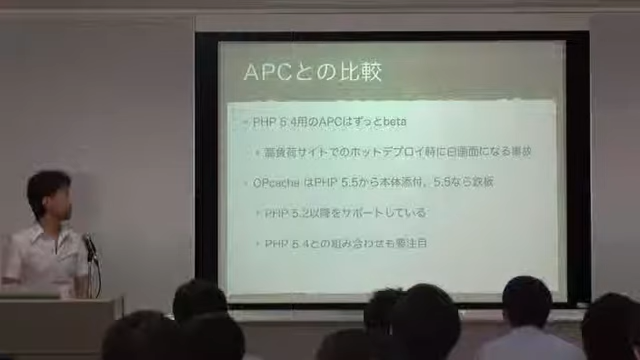 APCとの比較
PHP 5.4用のAPCはずっとbeta
高負荷サイトでのホットデプロイ時に白画面になる事故
OPcache はPHP 5.5から本体添付、5.5なら鉄板
PHP 5.2以降をサポートしている
PHP 5.4との組み合わせも要注目